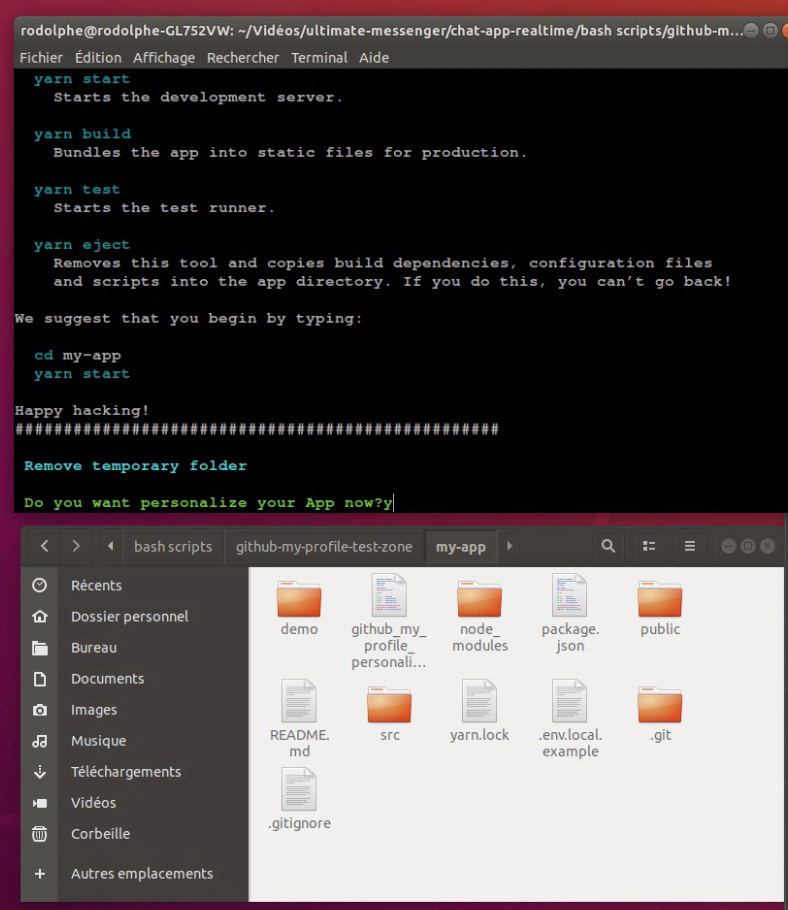 rodolphe@rodolphe-GL752VW: ~/Vidéos/ultimate-messenger/chat-app-realtime/bash scripts/github-m...
Fichier Édition Affichage Rechercher Terminal Aide
yarn start
Starts the development server.
yarn build
Bundles the app into static files for production.
yarn test
Starts the test runner.
yarn eject
Removes this tool and copies build dependencies, configuration files
and scripts into the app directory. If you do this, you can't go back!
We suggest that you begin by typing:
cd my-app
yarn start
Happy hacking!
##################################################
Remove temporary folder
Do you want personalize your App now?y
bash scripts github-my-profile-test-zone my-app
Récents
Dossier personnel
Bureau
Documents
Images
Musique
Téléchargements
Vidéos
Corbeille
Autres emplacements
demo
github_my_
profile_
personali...
node_
modules
package.
json
public
README.
md
src
yarn.lock
.env.local.
example
.git
.gitignore